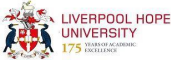 LIVERPOOL HOPE
UNIVERSITY
175 YEARS OF ACADEMIC
EXCELLENCE